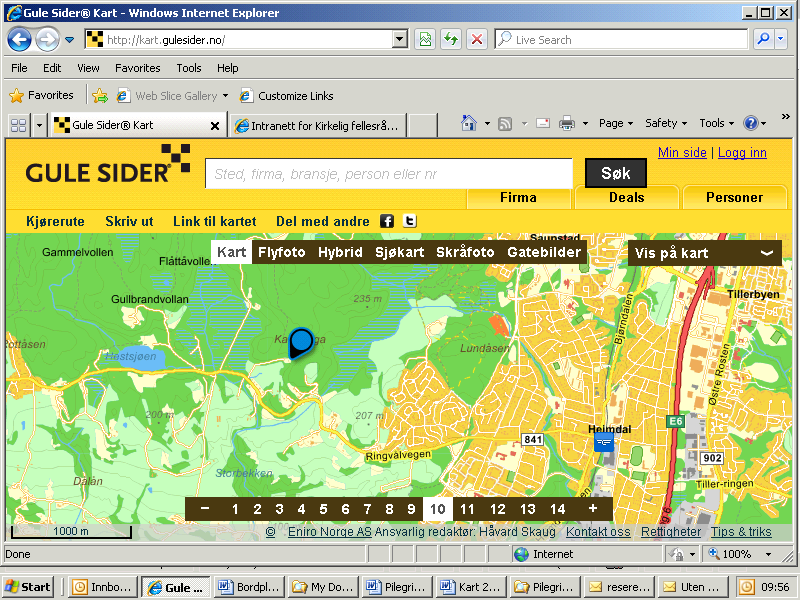 Gule Sider® Kart - Windows Internet Explorer
http://kart.gulesider.no/
Live Search
File Edit View Favorites Tools Help
Favorites Web Slice Gallery Customize Links
Gule Sider® Kart Intranett for Kirkelig fellesrå... Page Safety Tools
Min side | Logg inn
GULE SIDER®
Sted, firma, bransje, person eller nr
Søk
Firma Deals Personer
Kjørerute Skriv ut Link til kartet Del med andre
Kart Flyfoto Hybrid Sjøkart Skråfoto Gatebilder
Vis på kart
Saupstad
Gammelvollen
Flåttåvollen
Gullbrandvollan
235 m
Tillerbyen
Bjørndalen
Lundåsen
Hestsjøen
Østre Rosten
200 m
207 m
E6
Heimdal
841
Ringvålvegen
902
Storbekken
Dålån
Tiller-ringen
E6
− 1 2 3 4 5 6 7 8 9 10 11 12 13 14 +
1000 m
© Eniro Norge AS Ansvarlig redaktør: Håvard Skaug Kontakt oss Rettigheter Tips & triks
Done Internet 100%
Start Innbo... Gule ... Bordpl... My Do... Pilegri... Kart 2... Pilegri... resere... Uten ... 09:56